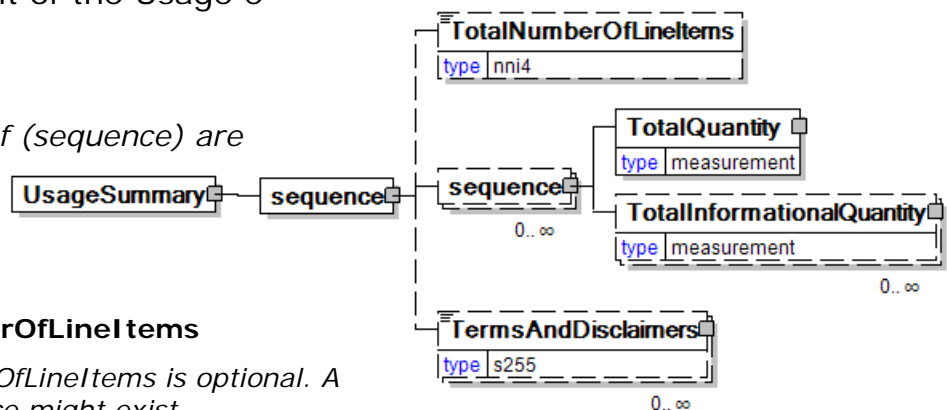 t of the Usage
TotalNumberOfLineItems
type nni4
f (sequence) are
TotalQuantity
type measurement
UsageSummary
sequence
sequence
0.. ∞
TotalInformationalQuantity
type measurement
0.. ∞
rOfLineItems
TermsAndDisclaimers
type s255
0.. ∞
OfLineItems is optional. A
e might exist